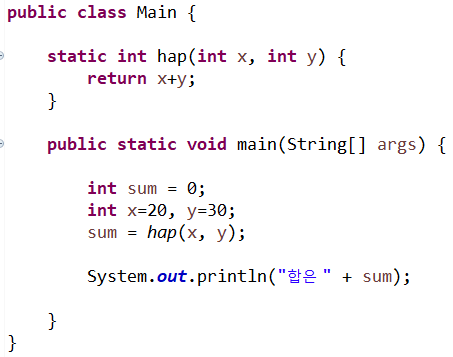 public class Main {
static int hap(int x, int y) {
return x+y;
}
public static void main(String[] args) {
int sum = 0;
int x=20, y=30;
sum = hap(x, y);
System.out.println("합은 " + sum);
}
}